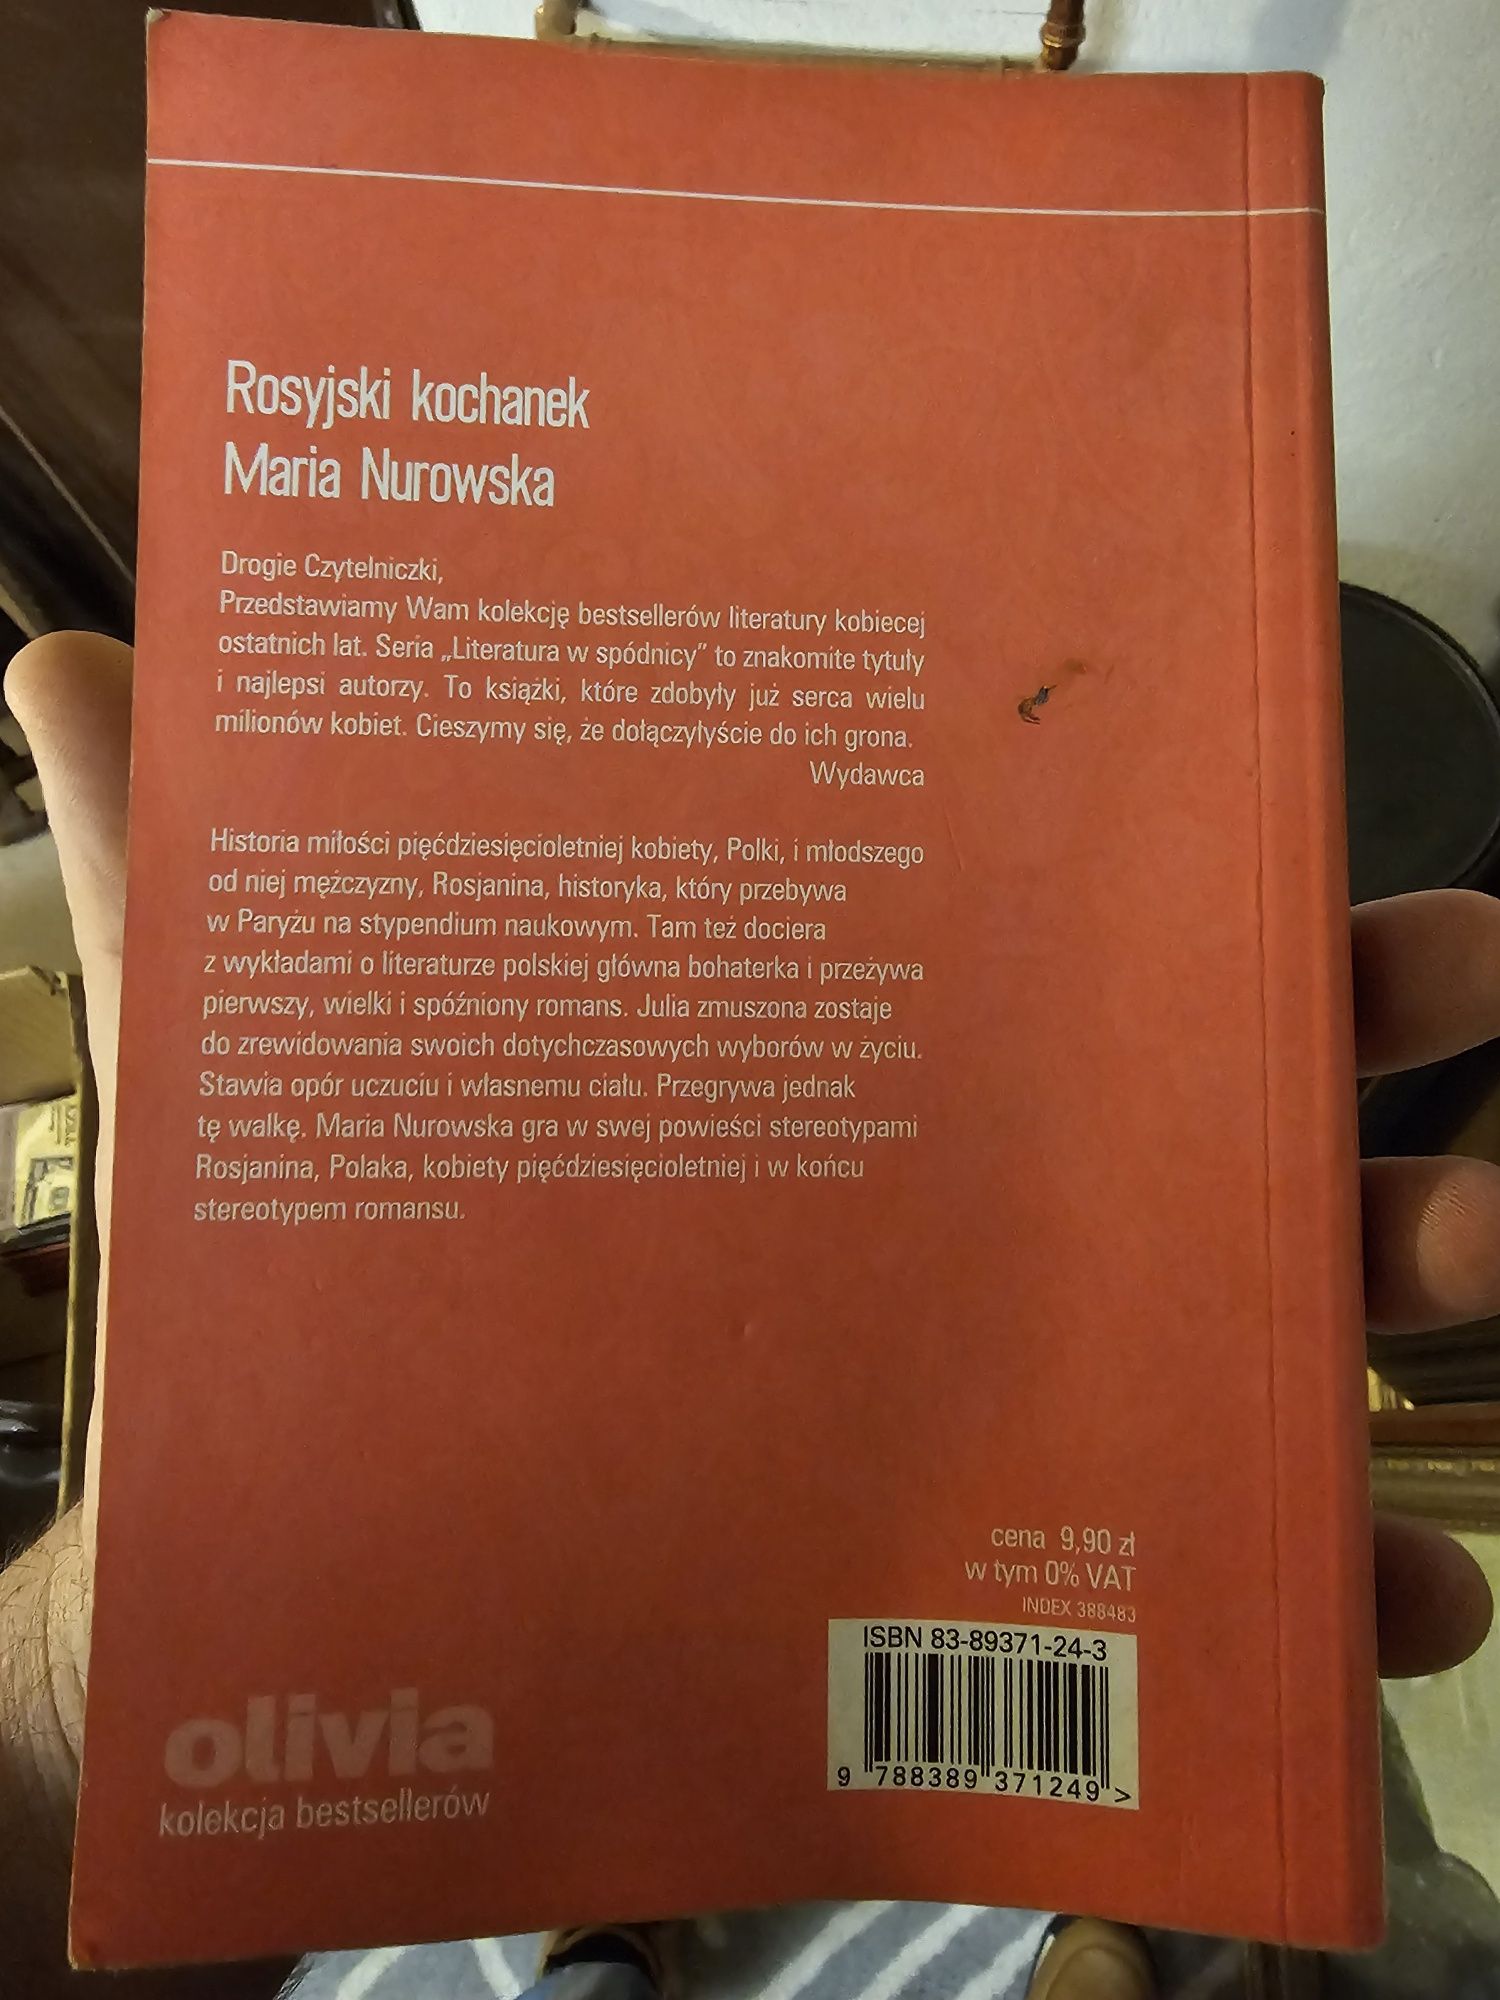 Rosyjski kochanek
Maria Nurowska
Drogie Czytelniczki,
Przedstawiamy Wam kolekcję bestsellerów literatury kobiecej
ostatnich lat. Seria „Literatura w spódnicy" to znakomite tytuły
i najlepsi autorzy. To książki, które zdobyły już serca wielu
milionów kobiet. Cieszymy się, że dołączyłyście do ich grona.
Wydawca
Historia miłości pięćdziesięcioletniej kobiety, Polki, i młodszego
od niej mężczyzny, Rosjanina, historyka, który przebywa
w Paryżu na stypendium naukowym. Tam też dociera
z wykładami o literaturze polskiej główna bohaterka i przeżywa
pierwszy, wielki i spóźniony romans. Julia zmuszona zostaje
do zrewidowania swoich dotychczasowych wyborów w życiu.
Stawia opór uczuciu i własnemu ciału. Przegrywa jednak
tę walkę. Maria Nurowska gra w swej powieści stereotypami
Rosjanina, Polaka, kobiety pięćdziesięcioletniej i w końcu
stereotypem romansu.
cena 9,90 zł
w tym 0% VAT
INDEX 388483
ISBN 83-89371-24-3
9 788389 371249 >
olivia
kolekcja bestsellerów